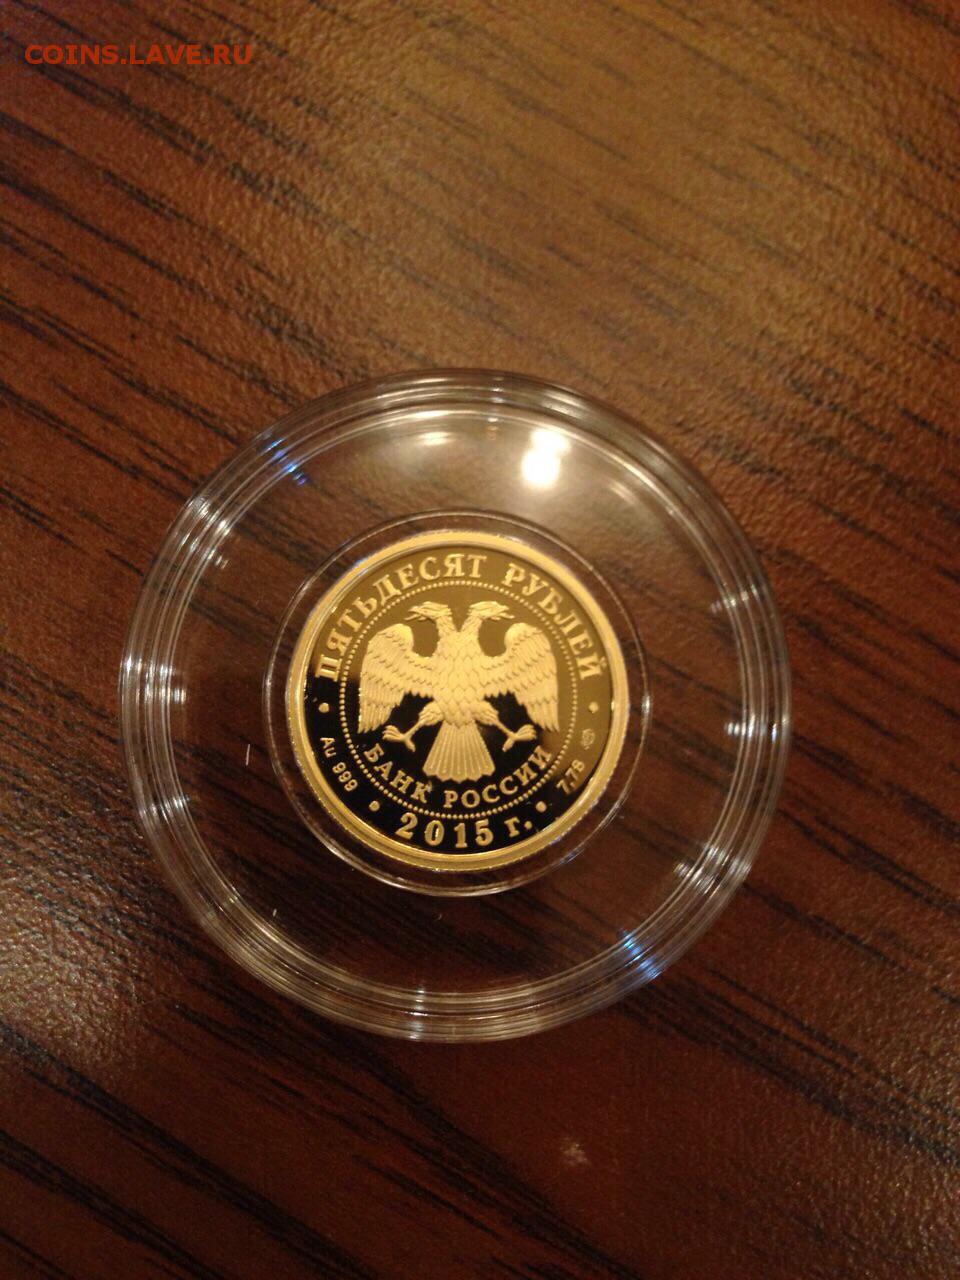 COINS.LAVE.RU
ПЯТЬДЕСЯТ РУБЛЕЙ
БАНК РОССИИ
Au 999
7,78
2015 г.